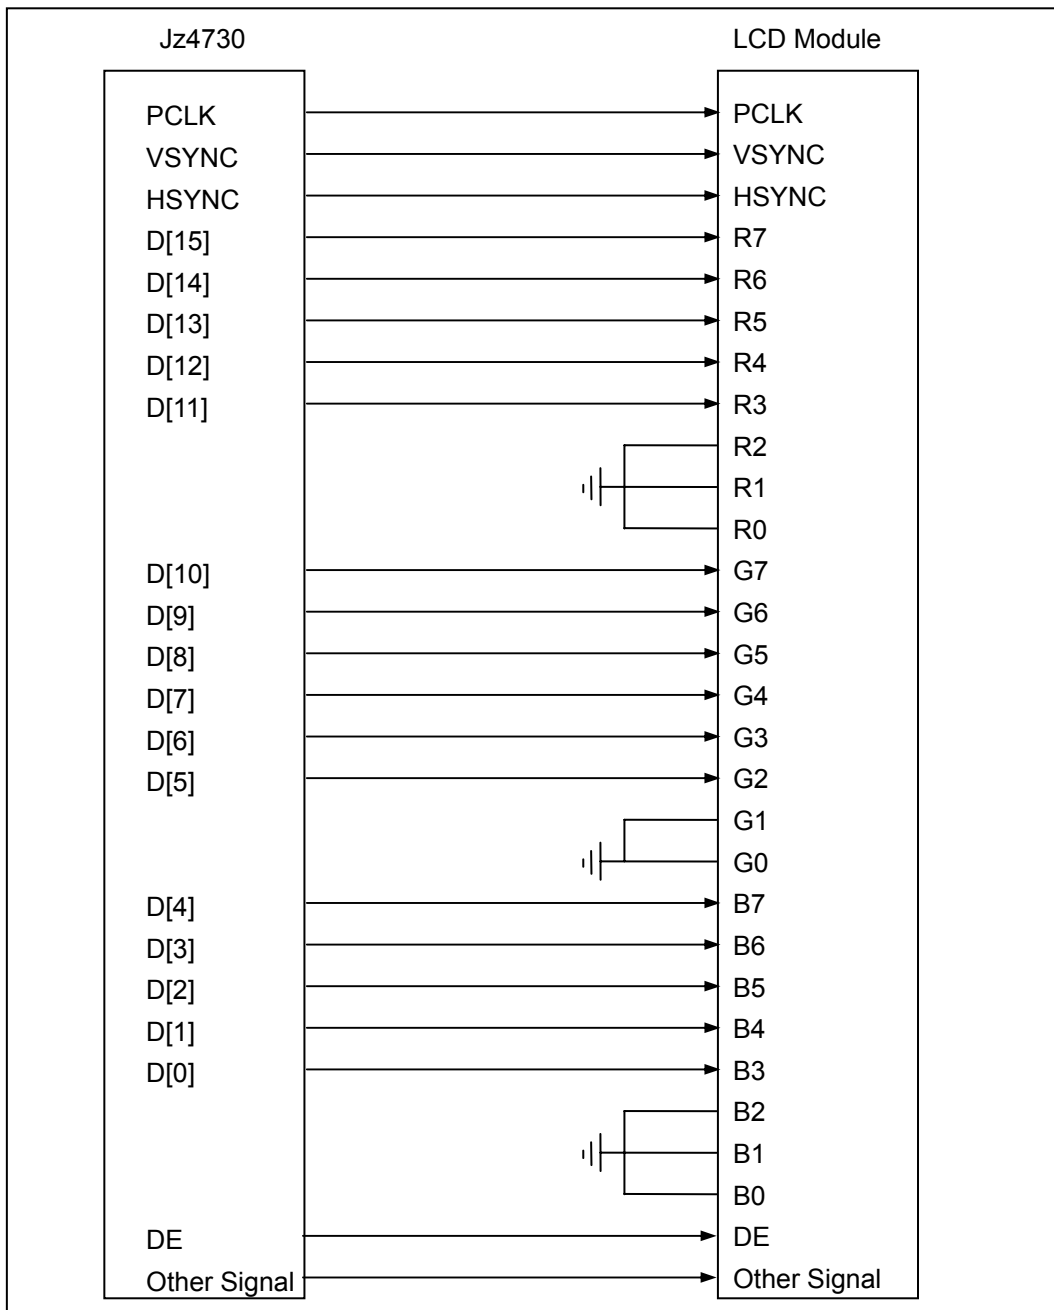 Jz4730 LCD Module
PCLK PCLK
VSYNC VSYNC
HSYNC HSYNC
D[15] R7
D[14] R6
D[13] R5
D[12] R4
D[11] R3
R2
R1
R0
D[10] G7
D[9] G6
D[8] G5
D[7] G4
D[6] G3
D[5] G2
G1
G0
D[4] B7
D[3] B6
D[2] B5
D[1] B4
D[0] B3
B2
B1
B0
DE DE
Other Signal Other Signal